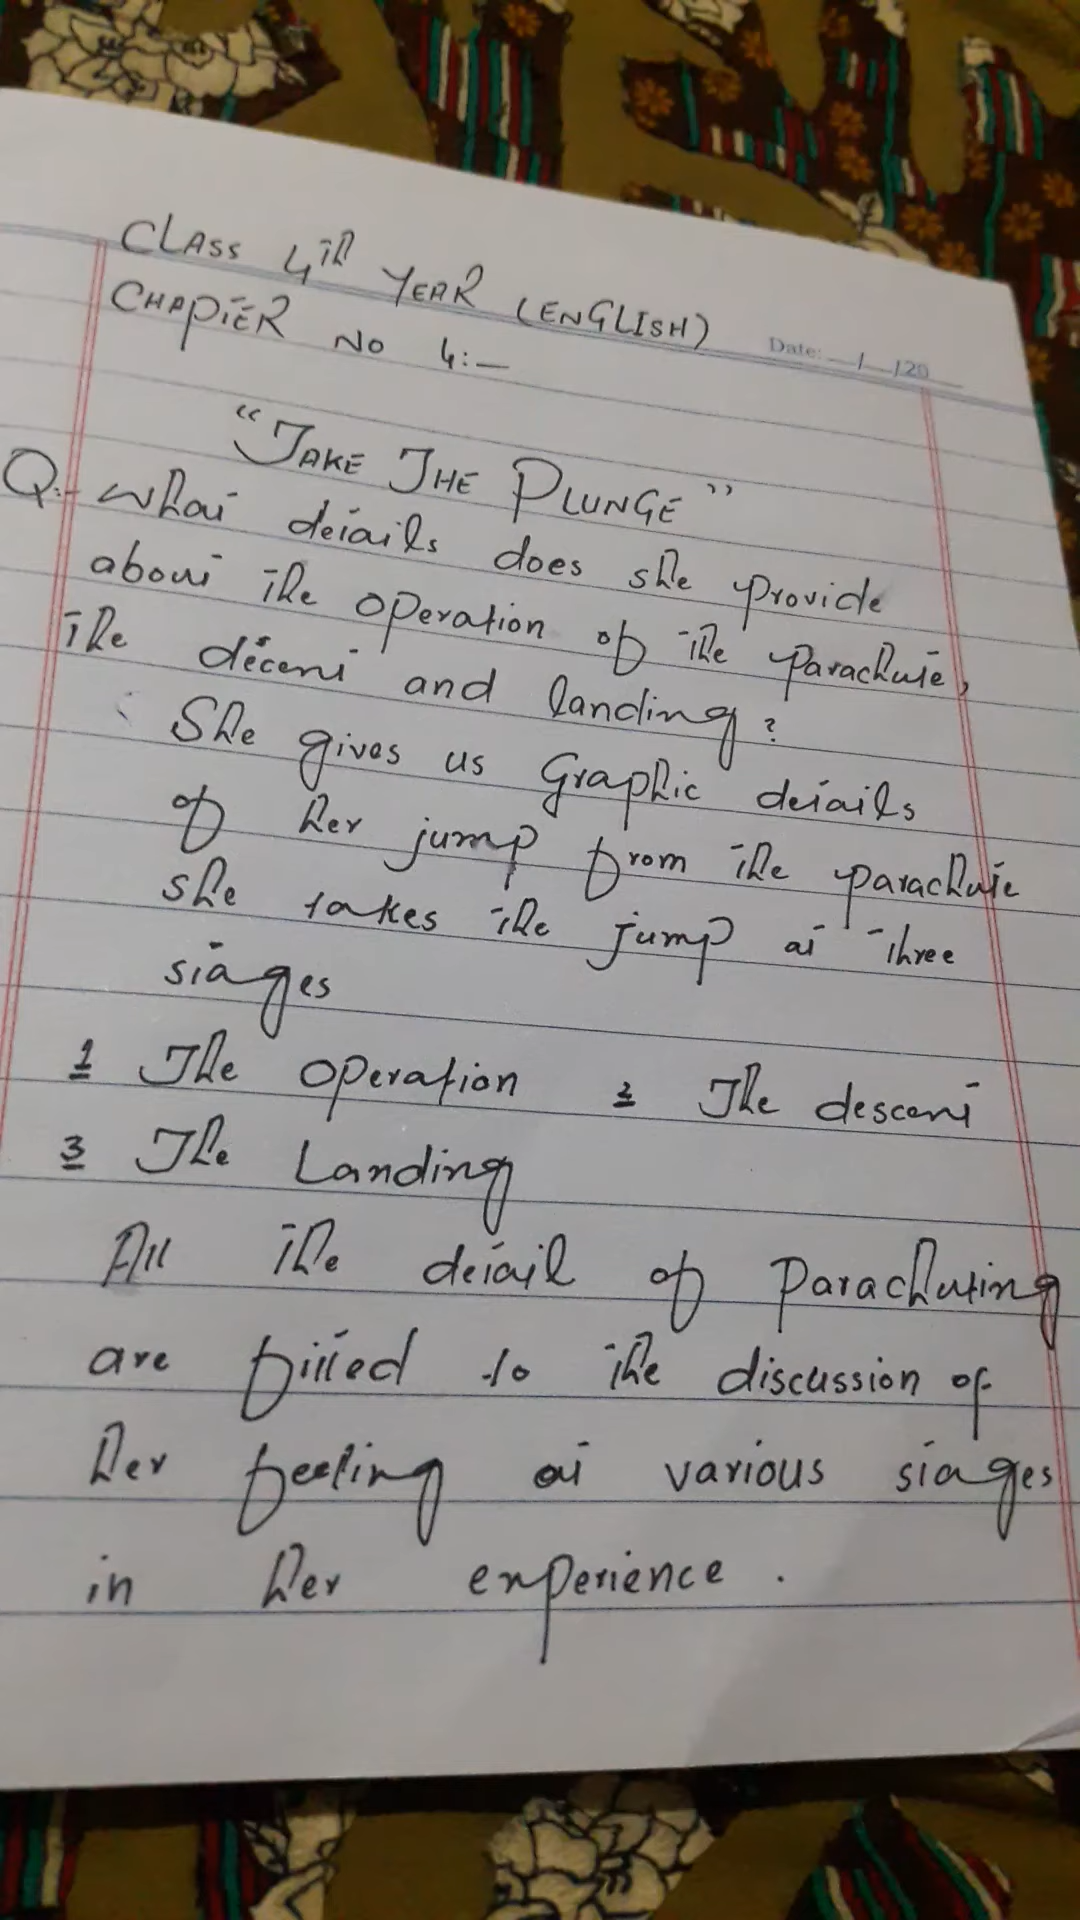 CLASS 4th YEAR (ENGLISH)
CHAPTER NO 4:-
Date: __/__/20__
"TAKE THE PLUNGE"
Q:- What details does she provide
about the operation of the parachute,
the decent and landing?
She gives us Graphic details
of her jump from the parachute
she takes the jump at three
stages
1 The operation 2 The descent
3 The Landing
All the detail of Parachuting
are fitted to the discussion of
her feeling at various stages
in her experience.